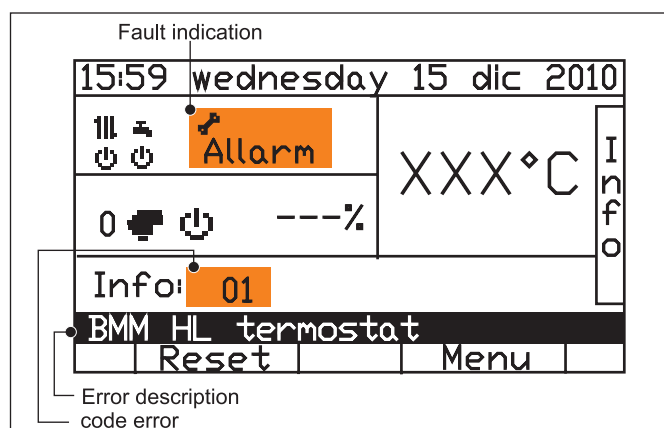 Fault indication
15:59 wednesday 15 dic 2010
Allarm
XXX°C
Info
0 ---%
Info: 01
BMM HL termostat
Reset Menu
Error description
code error